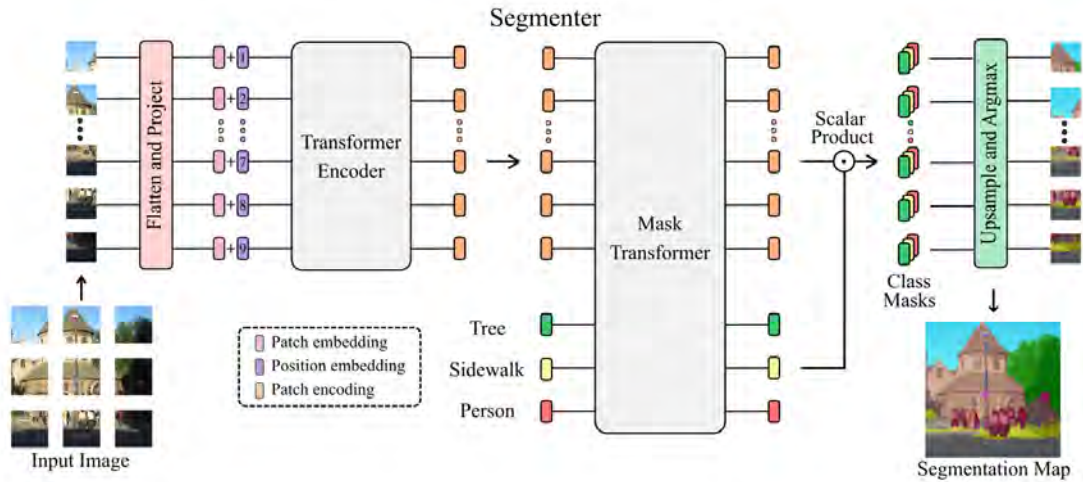 Segmenter
Flatten and Project
+ 1
+ 2
+ 7
+ 8
+ 9
Transformer
Encoder
Mask
Transformer
Scalar
Product
Class
Masks
Upsample and Argmax
Tree
Sidewalk
Person
Patch embedding
Position embedding
Patch encoding
Input Image
Segmentation Map